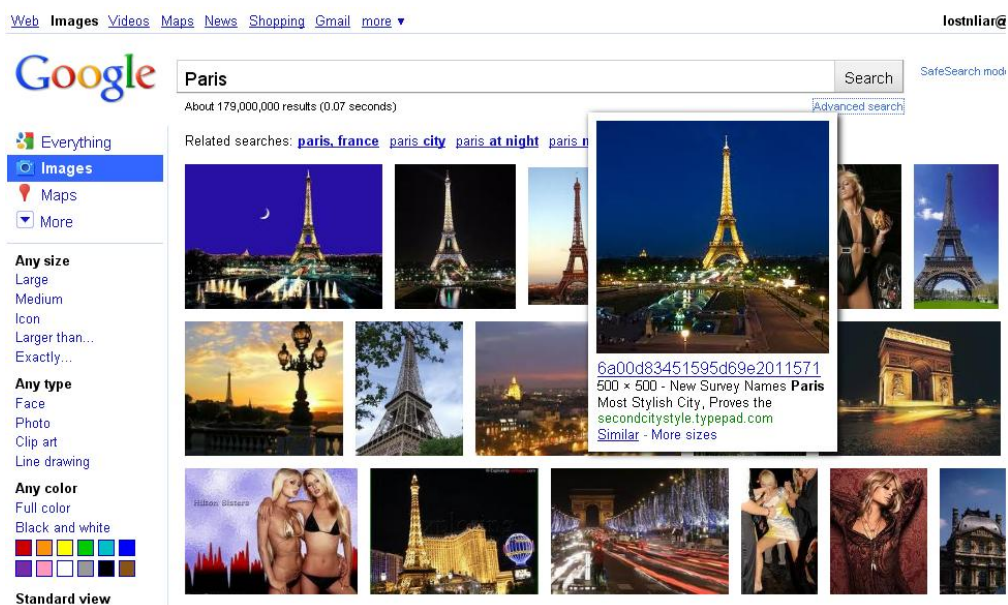 Web Images Videos Maps News Shopping Gmail more ▼
lostnliar@
Google
Paris
Search
SafeSearch mod
About 179,000,000 results (0.07 seconds)
Advanced search
Everything
Images
Maps
More
Related searches: paris, france paris city paris at night paris
Any size
Large
Medium
Icon
Larger than...
Exactly...
Any type
Face
Photo
Clip art
Line drawing
Any color
Full color
Black and white
Standard view
6a00d83451595d69e2011571
500 × 500 - New Survey Names Paris
Most Stylish City, Proves the
secondcitystyle.typepad.com
Similar - More sizes
Hilton Sisters